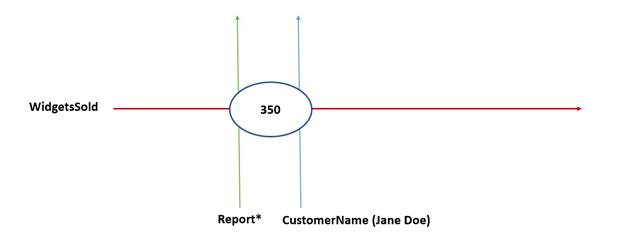 WidgetsSold
350
Report*
CustomerName (Jane Doe)